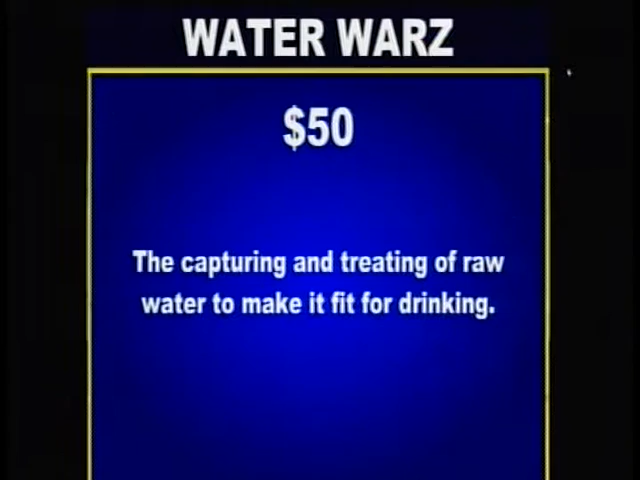 WATER WARZ
$50
The capturing and treating of raw
water to make it fit for drinking.